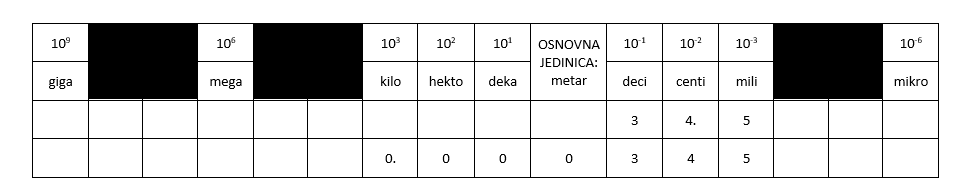 10⁹ 10⁶ 10³ 10² 10¹ OSNOVNA JEDINICA: metar 10⁻¹ 10⁻² 10⁻³ 10⁻⁶
giga mega kilo hekto deka deci centi mili mikro
3 4. 5
0. 0 0 0 3 4 5